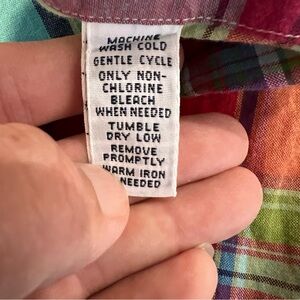 MACHINE
WASH COLD
GENTLE CYCLE
ONLY NON-
CHLORINE
BLEACH
WHEN NEEDED
TUMBLE
DRY LOW
REMOVE
PROMPTLY
WARM IRON
NEEDED